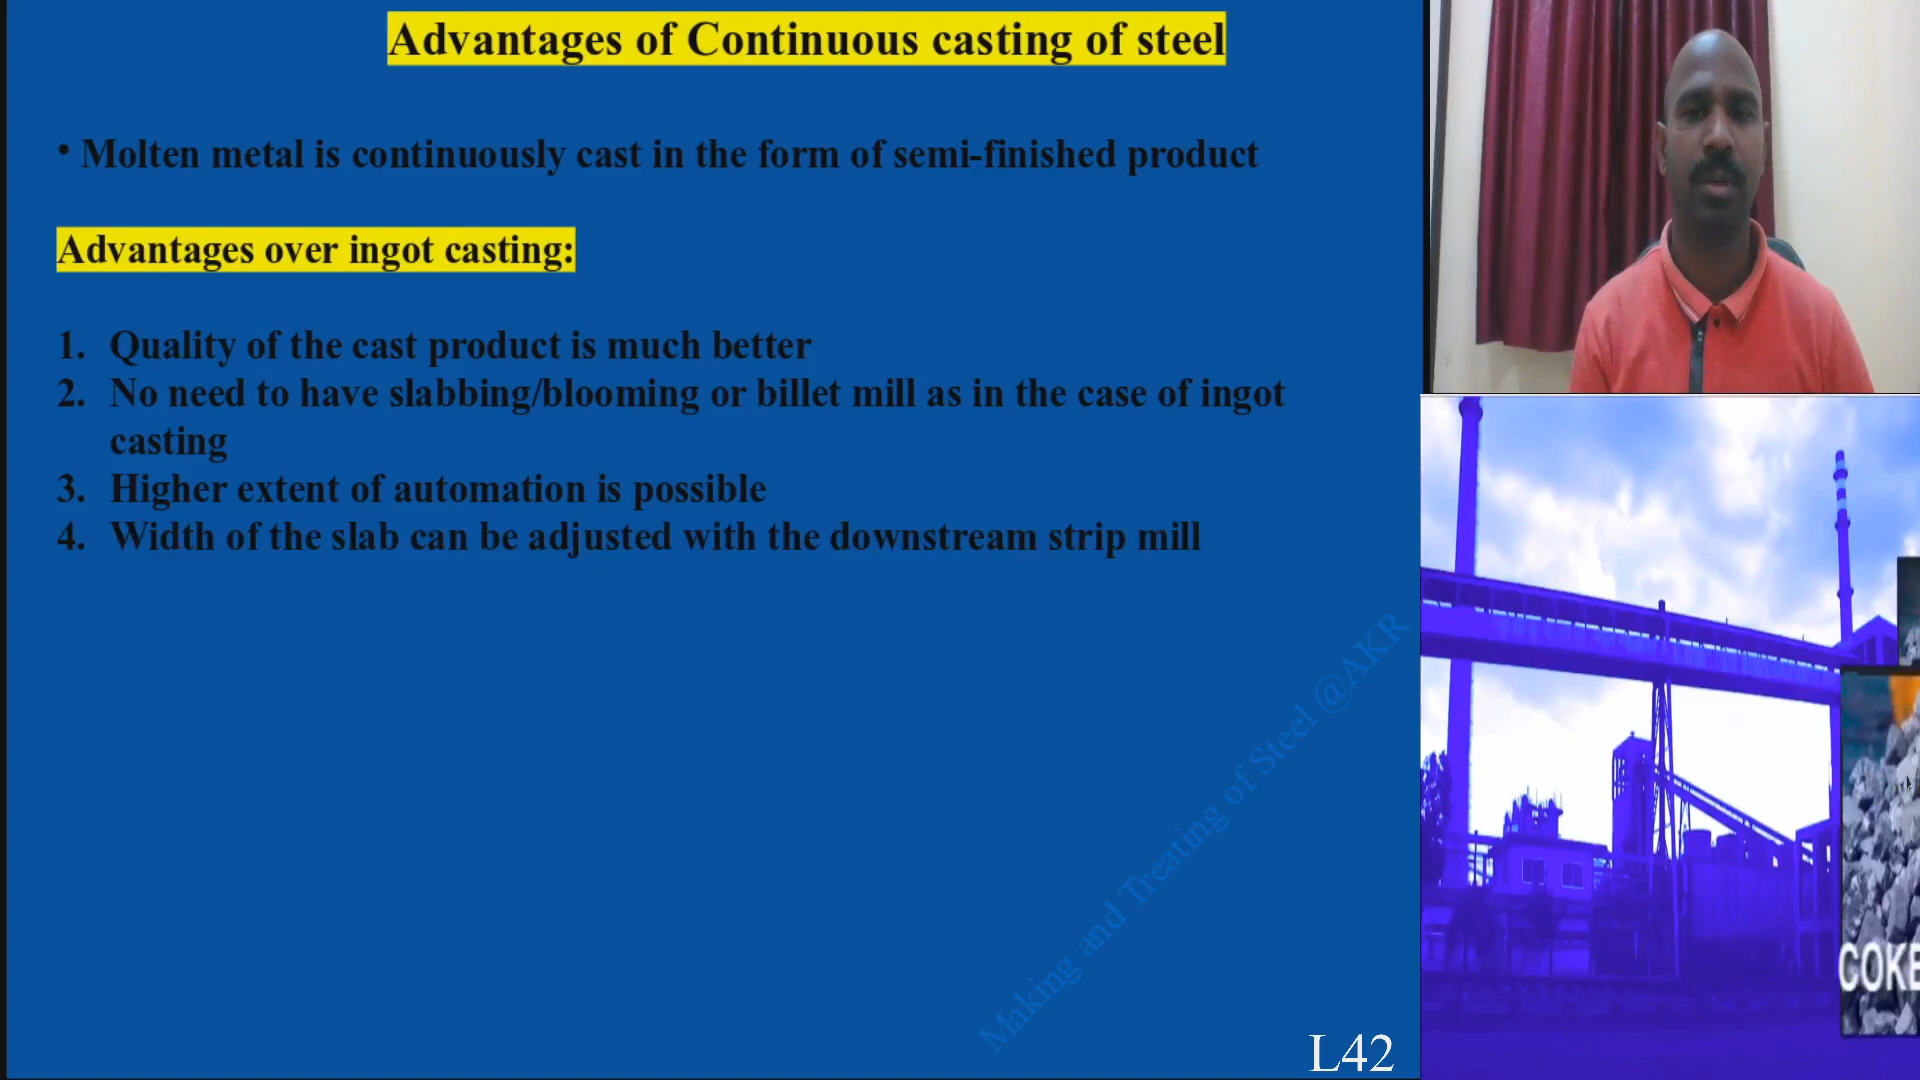 Advantages of Continuous casting of steel
• Molten metal is continuously cast in the form of semi-finished product
Advantages over ingot casting:
1. Quality of the cast product is much better
2. No need to have slabbing/blooming or billet mill as in the case of ingot
casting
3. Higher extent of automation is possible
4. Width of the slab can be adjusted with the downstream strip mill
Making and Treating of Steel @AKR
L42
COKE